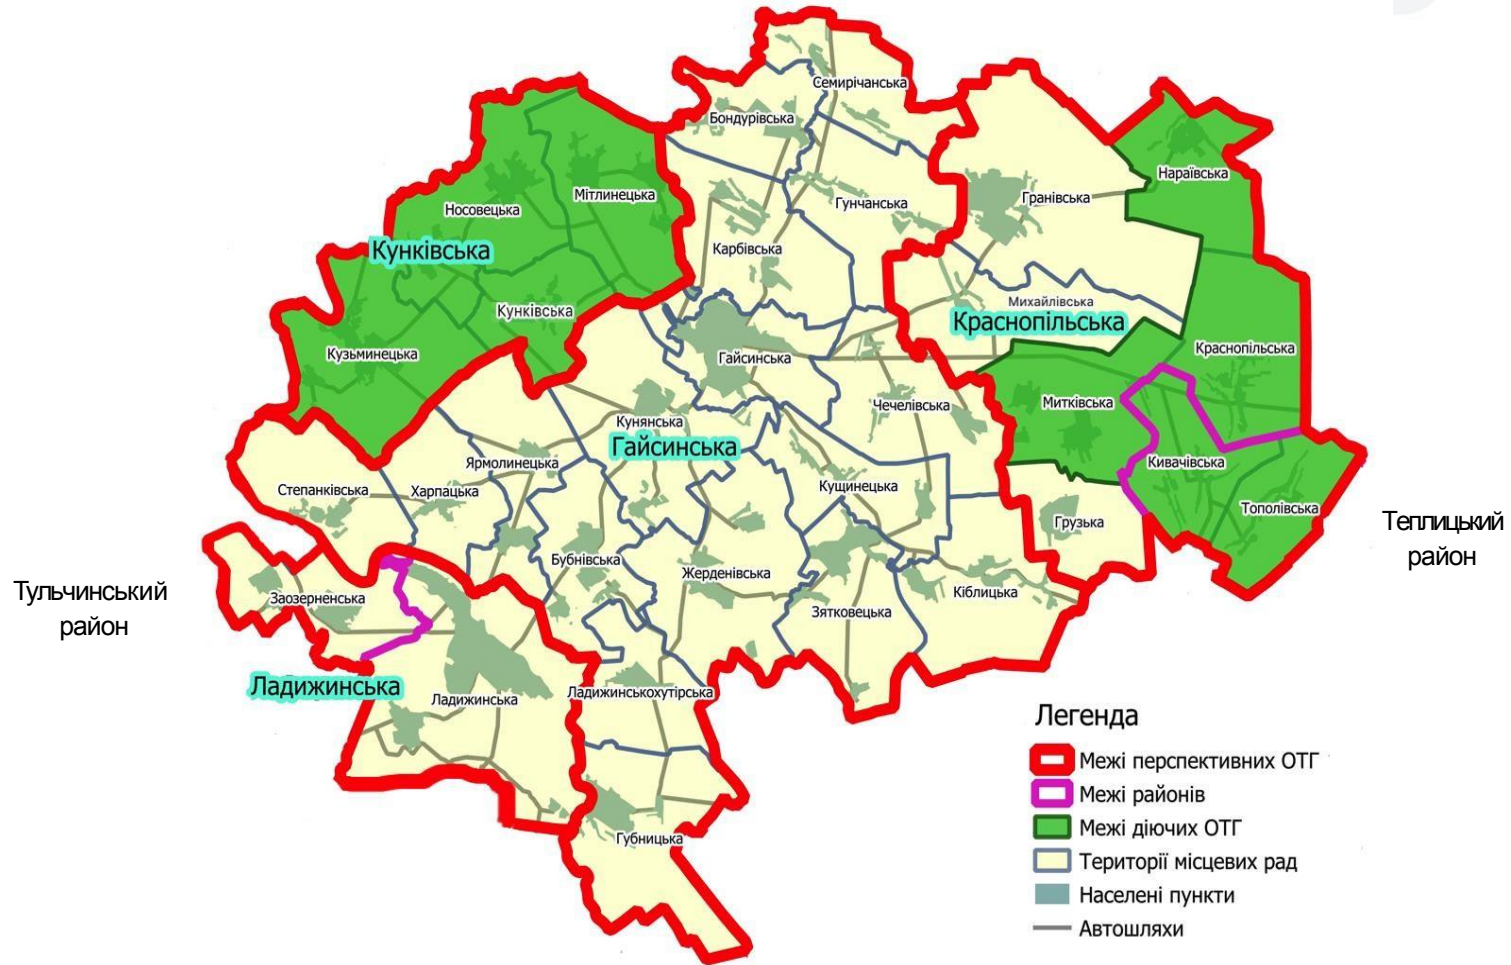 Семирічанська
Бондурівська
Нараївська
Мітлинецька
Гранівська
Гунчанська
Носовецька
Кунківська
Карбівська
Михайлівська
Кунківська
Краснопільська
Краснопільська
Кузьминецька
Гайсинська
Митківська
Чечелівська
Кунянська
Гайсинська
Ярмолинецька
Кивачівська
Степанківська
Харпацька
Кущинецька
Тополівська
Грузька
Теплицький
район
Бубнівська
Жерденівська
Кіблицька
Тульчинський
район
Заозерненська
Зятковецька
Ладижинська
Ладижинська
Ладижинськохутірська
Губницька
Легенда
Межі перспективних ОТГ
Межі районів
Межі діючих ОТГ
Території місцевих рад
Населені пункти
Автошляхи